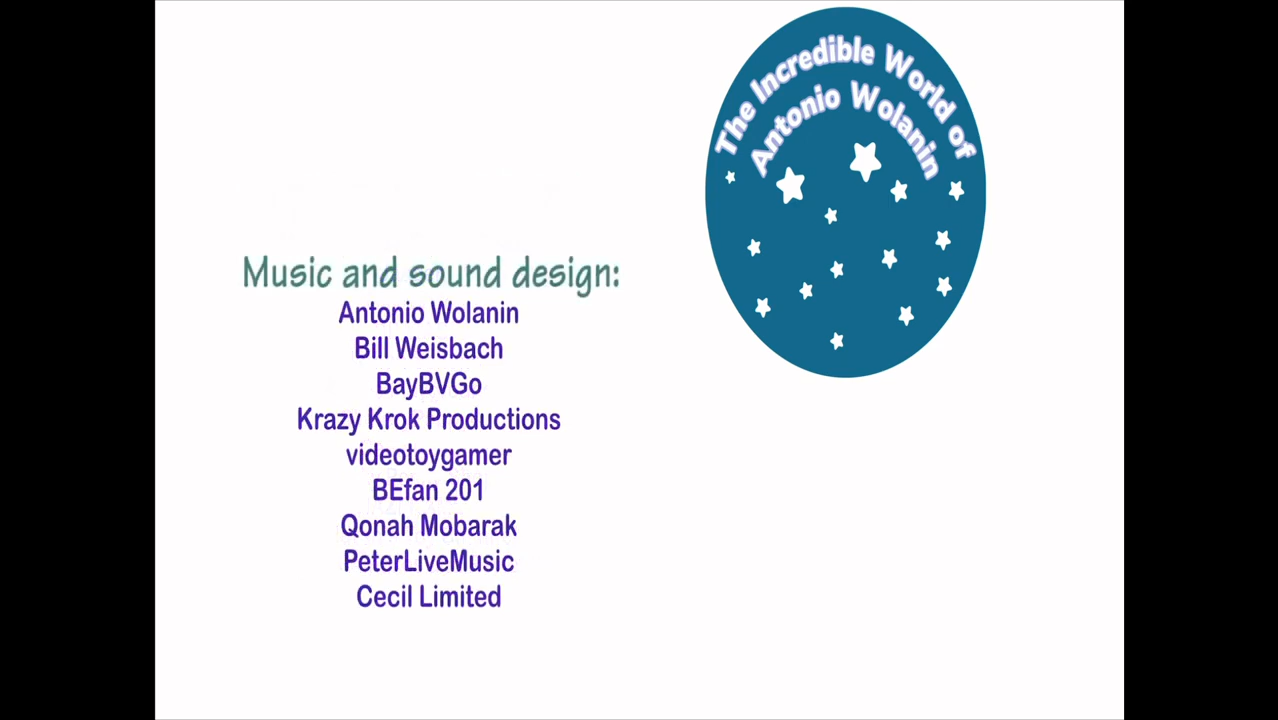 The Incredible World of
Antonio Wolanin
Music and sound design:
Antonio Wolanin
Bill Weisbach
BayBVGo
Krazy Krok Productions
videotoygamer
BEfan 201
Qonah Mobarak
PeterLiveMusic
Cecil Limited